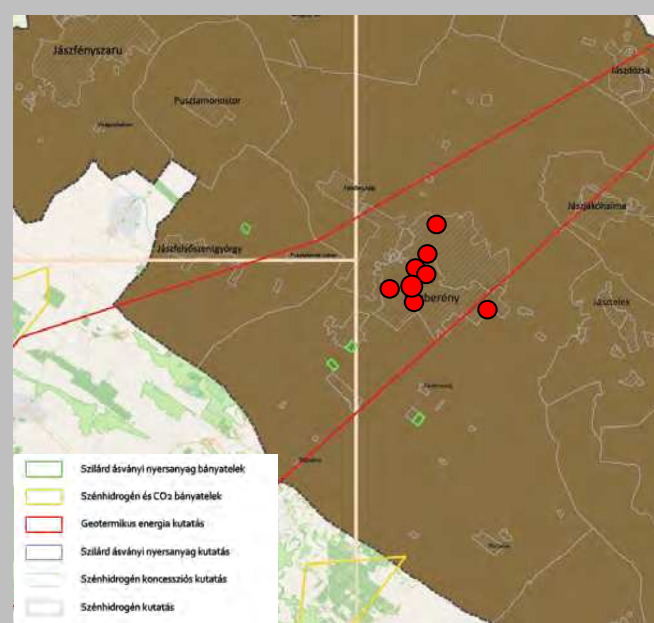 Jászfényszaru
Jászdózsa
Pusztamonostor
Jászjákóhalma
Jászfelsőszentgyörgy
berény
Jásztelek
Szilárd ásványi nyersanyag bányatelek
Szénhidrogén és CO2 bányatelek
Geotermikus energia kutatás
Szilárd ásványi nyersanyag kutatás
Szénhidrogén koncessziós kutatás
Szénhidrogén kutatás